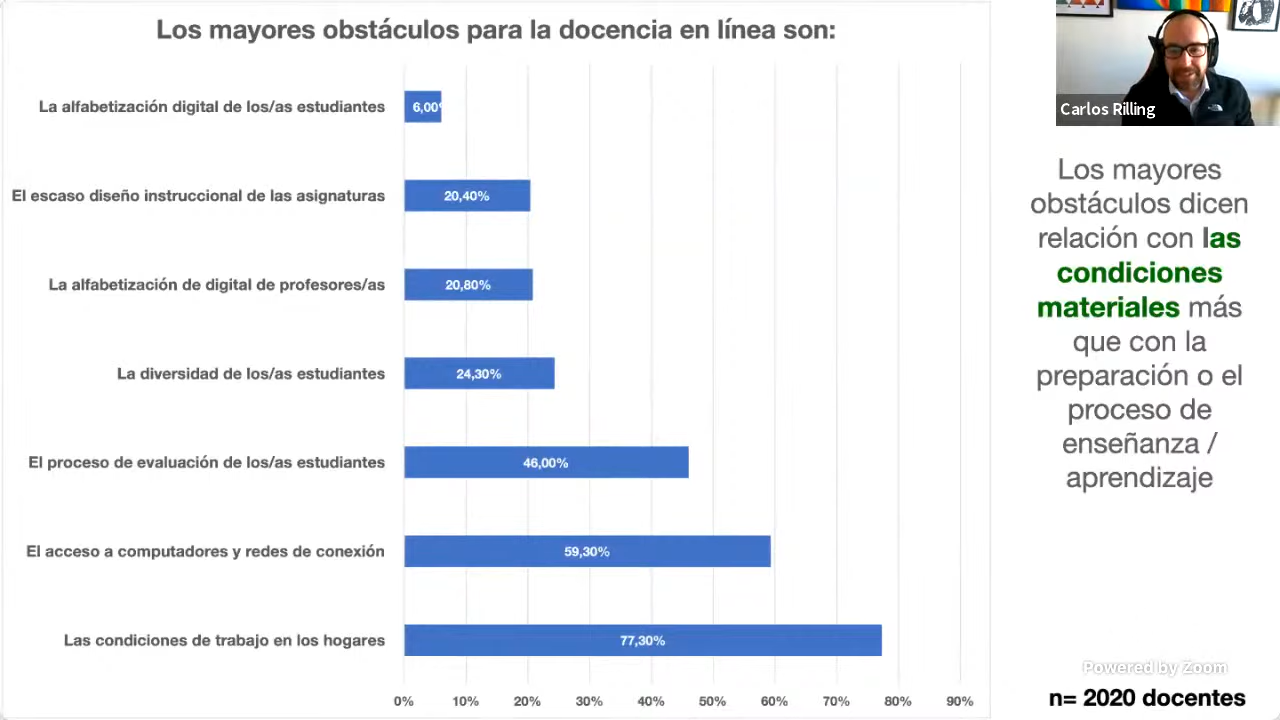 Los mayores obstáculos para la docencia en línea son:
La alfabetización digital de los/as estudiantes
6,00%
El escaso diseño instruccional de las asignaturas
20,40%
La alfabetización de digital de profesores/as
20,80%
La diversidad de los/as estudiantes
24,30%
El proceso de evaluación de los/as estudiantes
46,00%
El acceso a computadores y redes de conexión
59,30%
Las condiciones de trabajo en los hogares
77,30%
0% 10% 20% 30% 40% 50% 60% 70% 80% 90%
Carlos Rilling
Los mayores
obstáculos dicen
relación con las
condiciones
materiales más
que con la
preparación o el
proceso de
enseñanza /
aprendizaje
Powered by Zoom
n= 2020 docentes